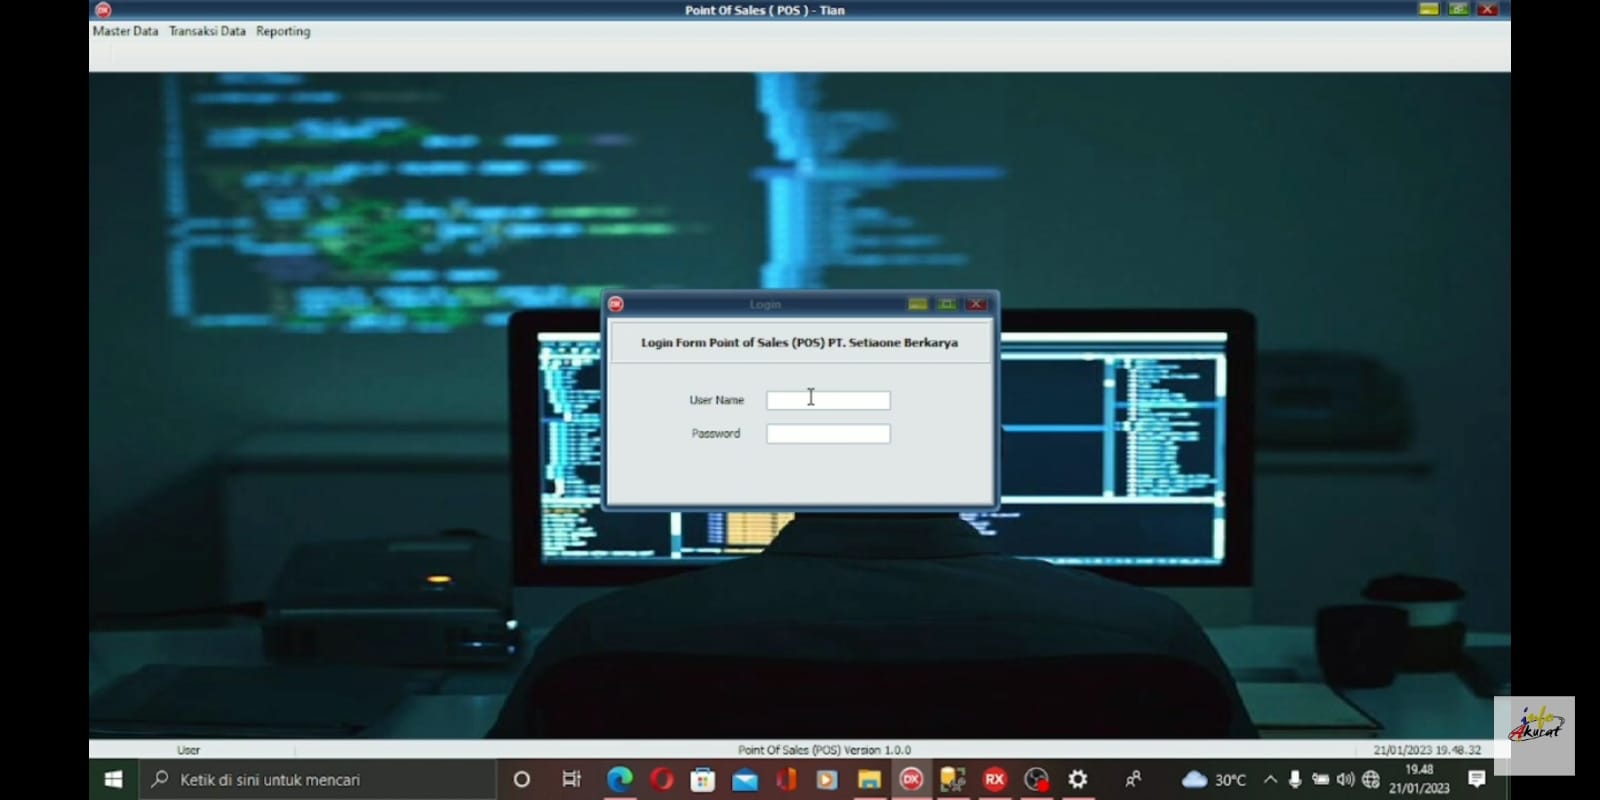 Point Of Sales ( POS ) - Tian
Master Data Transaksi Data Reporting
Login
Login Form Point of Sales (POS) PT. Setiaone Berkarya
User Name
Password
User Point Of Sales (POS) Version 1.0.0 21/01/2023 19.48.32
Ketik di sini untuk mencari
DX
RX
30°C
19.48
21/01/2023
info
Akurat